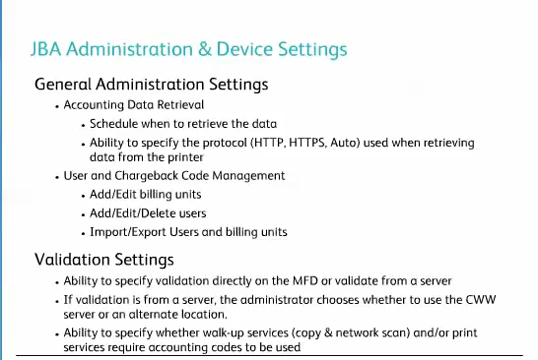 JBA Administration & Device Settings
General Administration Settings
• Accounting Data Retrieval
• Schedule when to retrieve the data
• Ability to specify the protocol (HTTP, HTTPS, Auto) used when retrieving
data from the printer
• User and Chargeback Code Management
• Add/Edit billing units
• Add/Edit/Delete users
• Import/Export Users and billing units
Validation Settings
• Ability to specify validation directly on the MFD or validate from a server
• If validation is from a server, the administrator chooses whether to use the CWW
server or an alternate location.
• Ability to specify whether walk-up services (copy & network scan) and/or print
services require accounting codes to be used